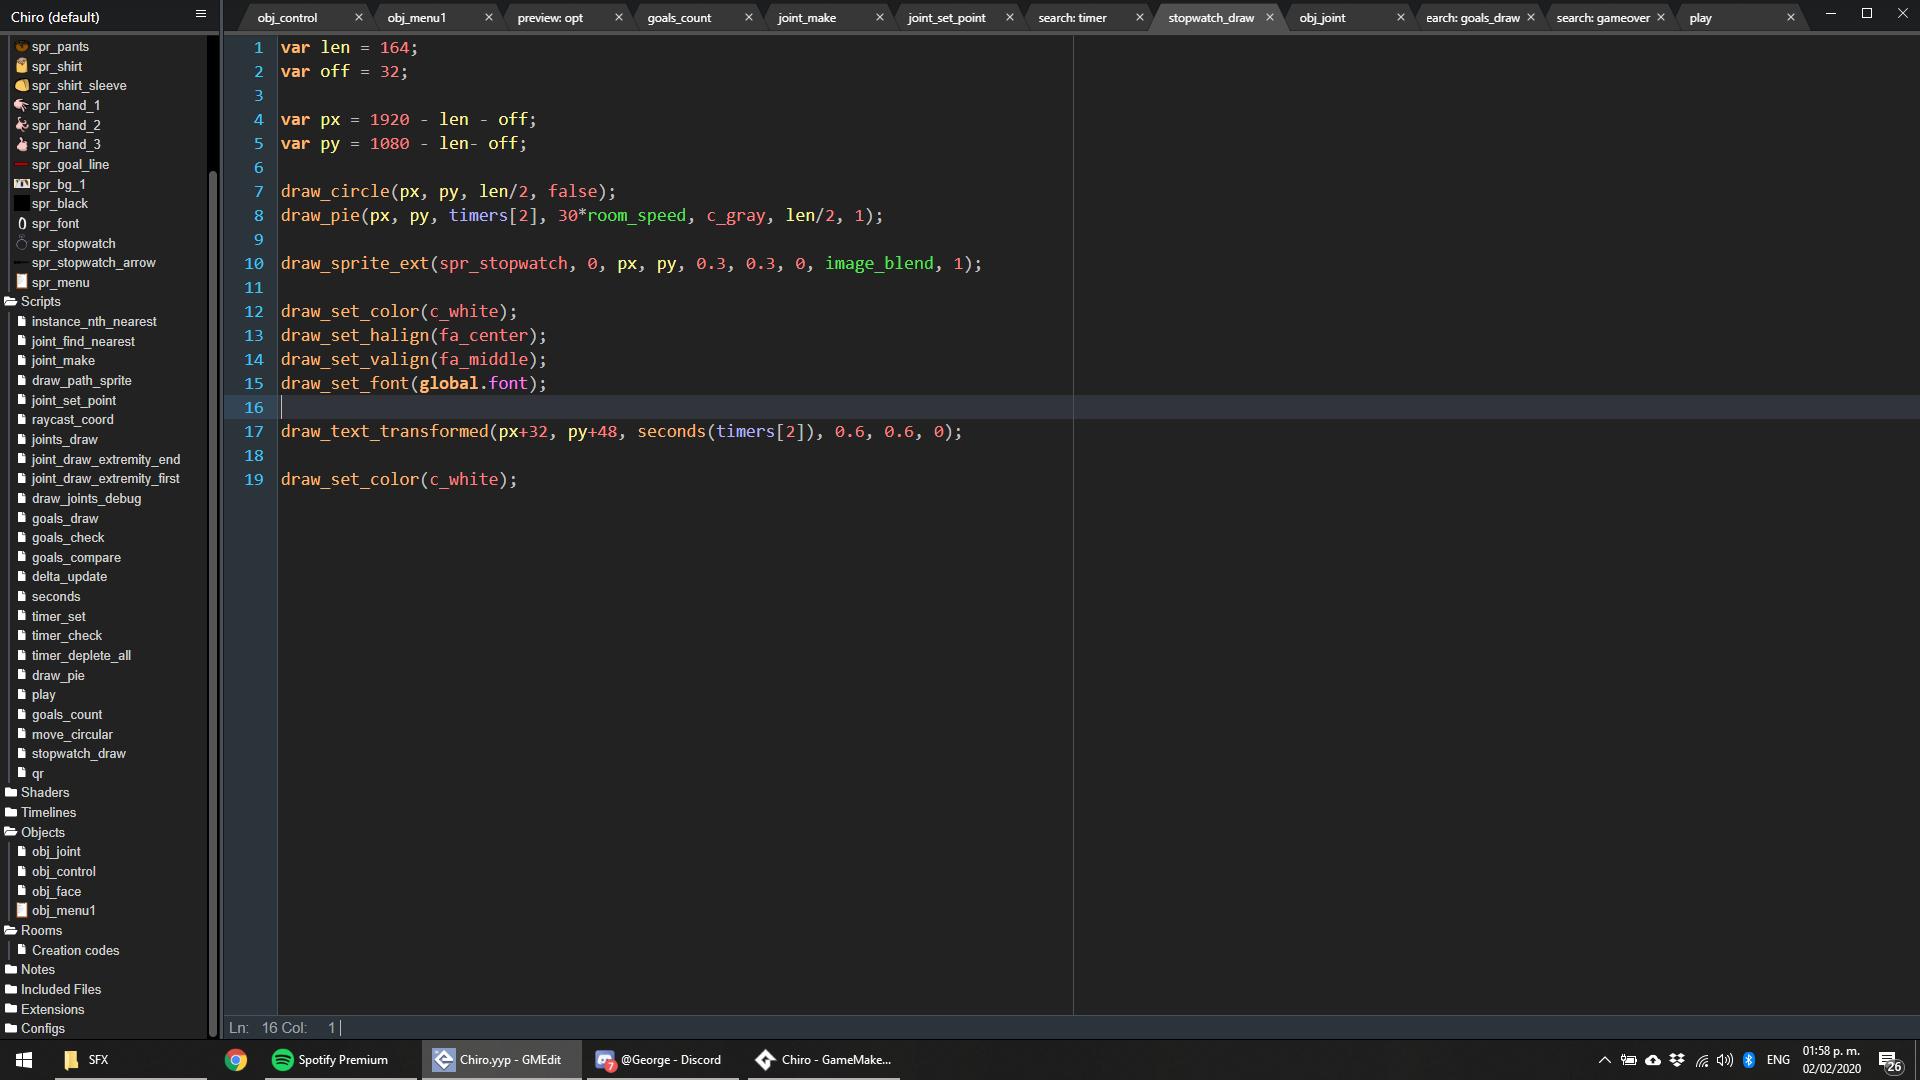 Chiro (default)
obj_control
obj_menu1
preview: opt
goals_count
joint_make
joint_set_point
search: timer
stopwatch_draw
obj_joint
earch: goals_draw
search: gameover
play
spr_pants
spr_shirt
spr_shirt_sleeve
spr_hand_1
spr_hand_2
spr_hand_3
spr_goal_line
spr_bg_1
spr_black
spr_font
spr_stopwatch
spr_stopwatch_arrow
spr_menu
Scripts
instance_nth_nearest
joint_find_nearest
joint_make
draw_path_sprite
joint_set_point
raycast_coord
joints_draw
joint_draw_extremity_end
joint_draw_extremity_first
draw_joints_debug
goals_draw
goals_check
goals_compare
delta_update
seconds
timer_set
timer_check
timer_deplete_all
draw_pie
play
goals_count
move_circular
stopwatch_draw
qr
Shaders
Timelines
Objects
obj_joint
obj_control
obj_face
obj_menu1
Rooms
Creation codes
Notes
Included Files
Extensions
Configs
1 var len = 164;
2 var off = 32;
3
4 var px = 1920 - len - off;
5 var py = 1080 - len- off;
6
7 draw_circle(px, py, len/2, false);
8 draw_pie(px, py, timers[2], 30*room_speed, c_gray, len/2, 1);
9
10 draw_sprite_ext(spr_stopwatch, 0, px, py, 0.3, 0.3, 0, image_blend, 1);
11
12 draw_set_color(c_white);
13 draw_set_halign(fa_center);
14 draw_set_valign(fa_middle);
15 draw_set_font(global.font);
16
17 draw_text_transformed(px+32, py+48, seconds(timers[2]), 0.6, 0.6, 0);
18
19 draw_set_color(c_white);
Ln: 16 Col: 1
SFX
Spotify Premium
Chiro.yyp - GMEdit
7
@George - Discord
Chiro - GameMake...
ENG
01:58 p. m.
02/02/2020
26